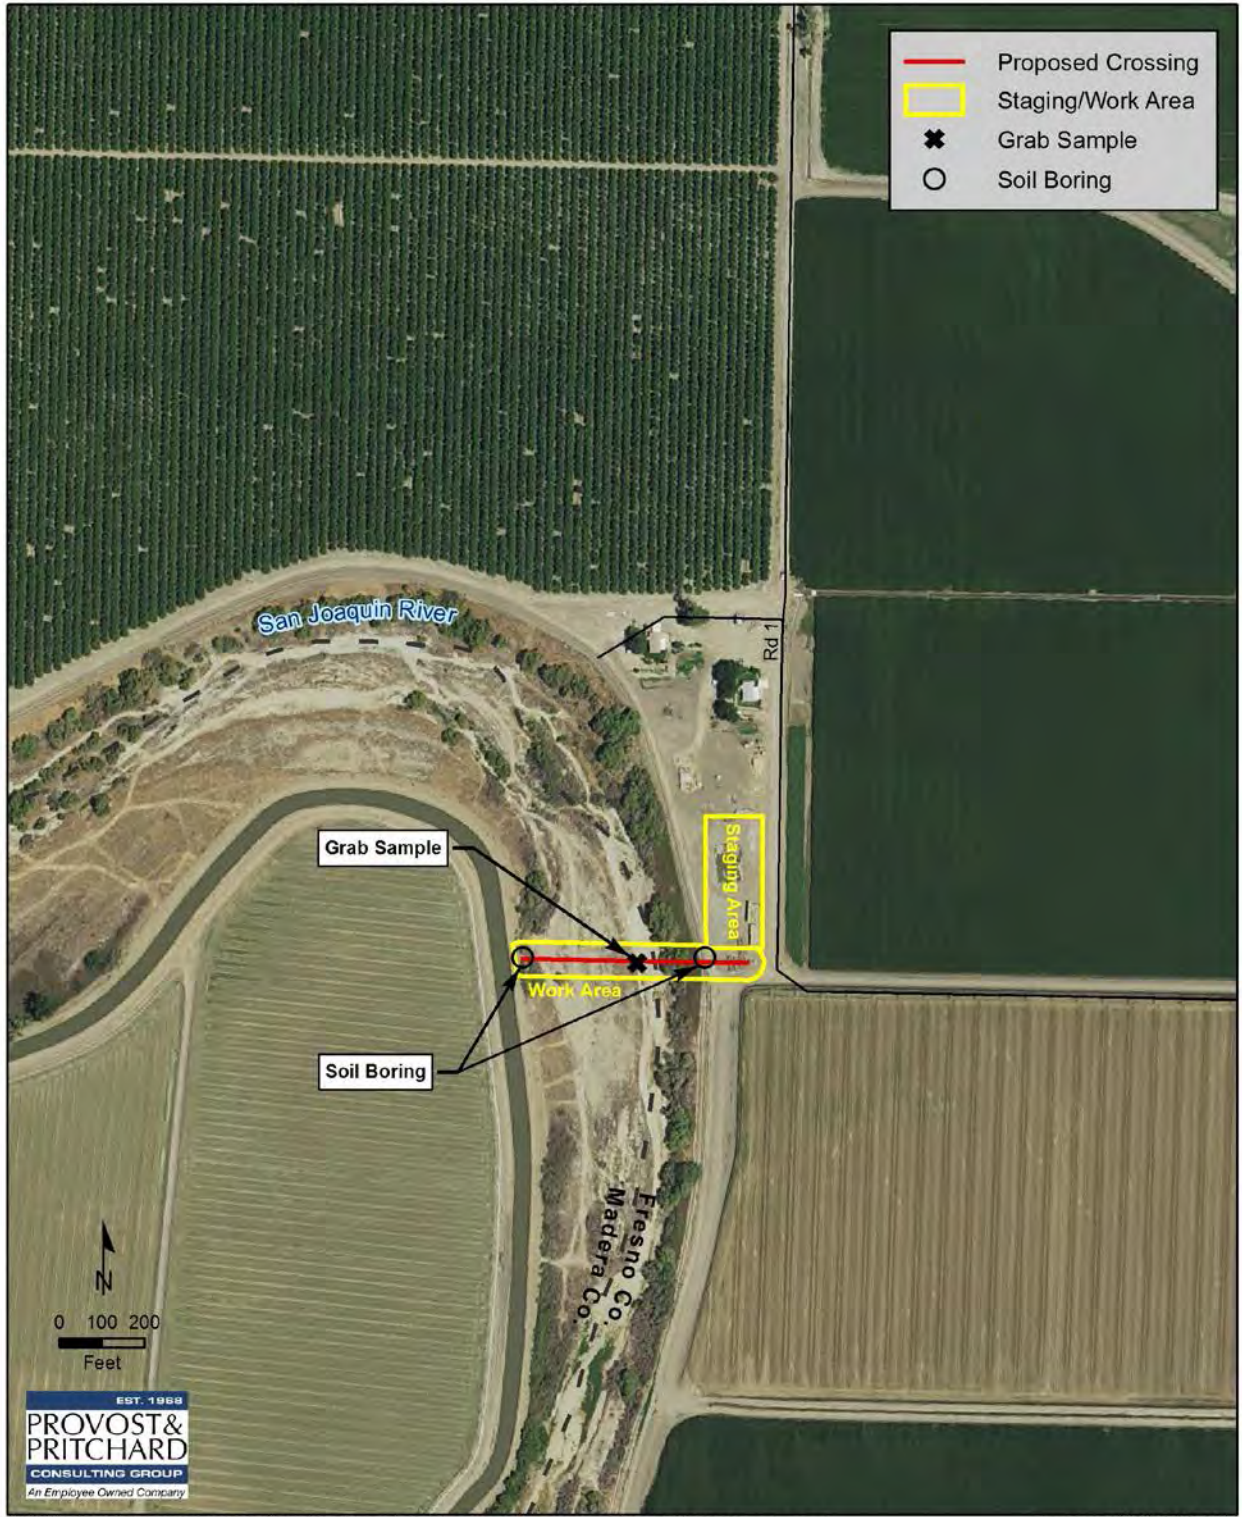 Proposed Crossing
Staging/Work Area
Grab Sample
Soil Boring
San Joaquin River
Rd 1
Grab Sample
Staging Area
Work Area
Soil Boring
Fresno Co.
Madera Co.
N
0 100 200
Feet
EST. 1968
PROVOST&
PRITCHARD
CONSULTING GROUP
An Employee Owned Company